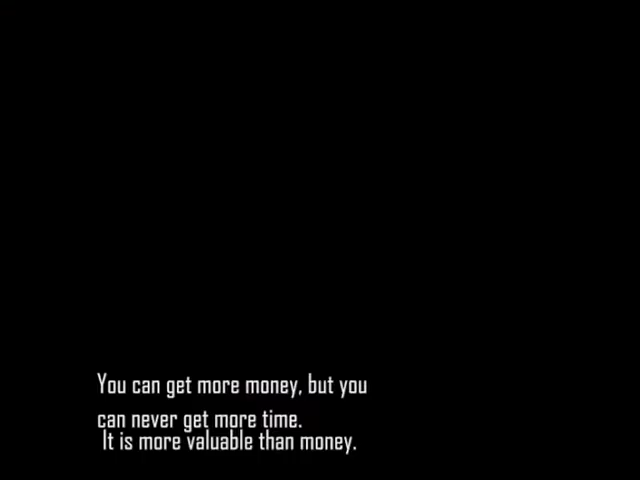 You can get more money, but you
can never get more time.
It is more valuable than money.